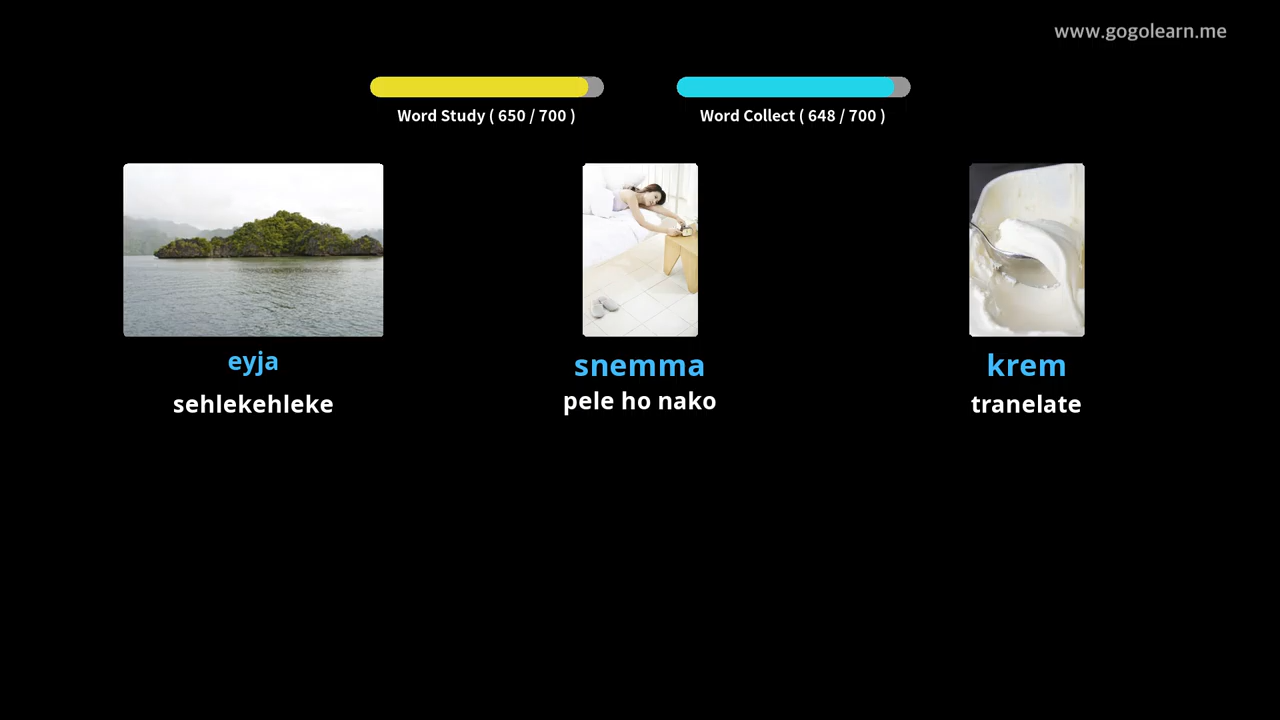 www.gogolearn.me
Word Study ( 650 / 700 )
Word Collect ( 648 / 700 )
eyja
snemma
krem
sehlekehleke
pele ho nako
tranelate